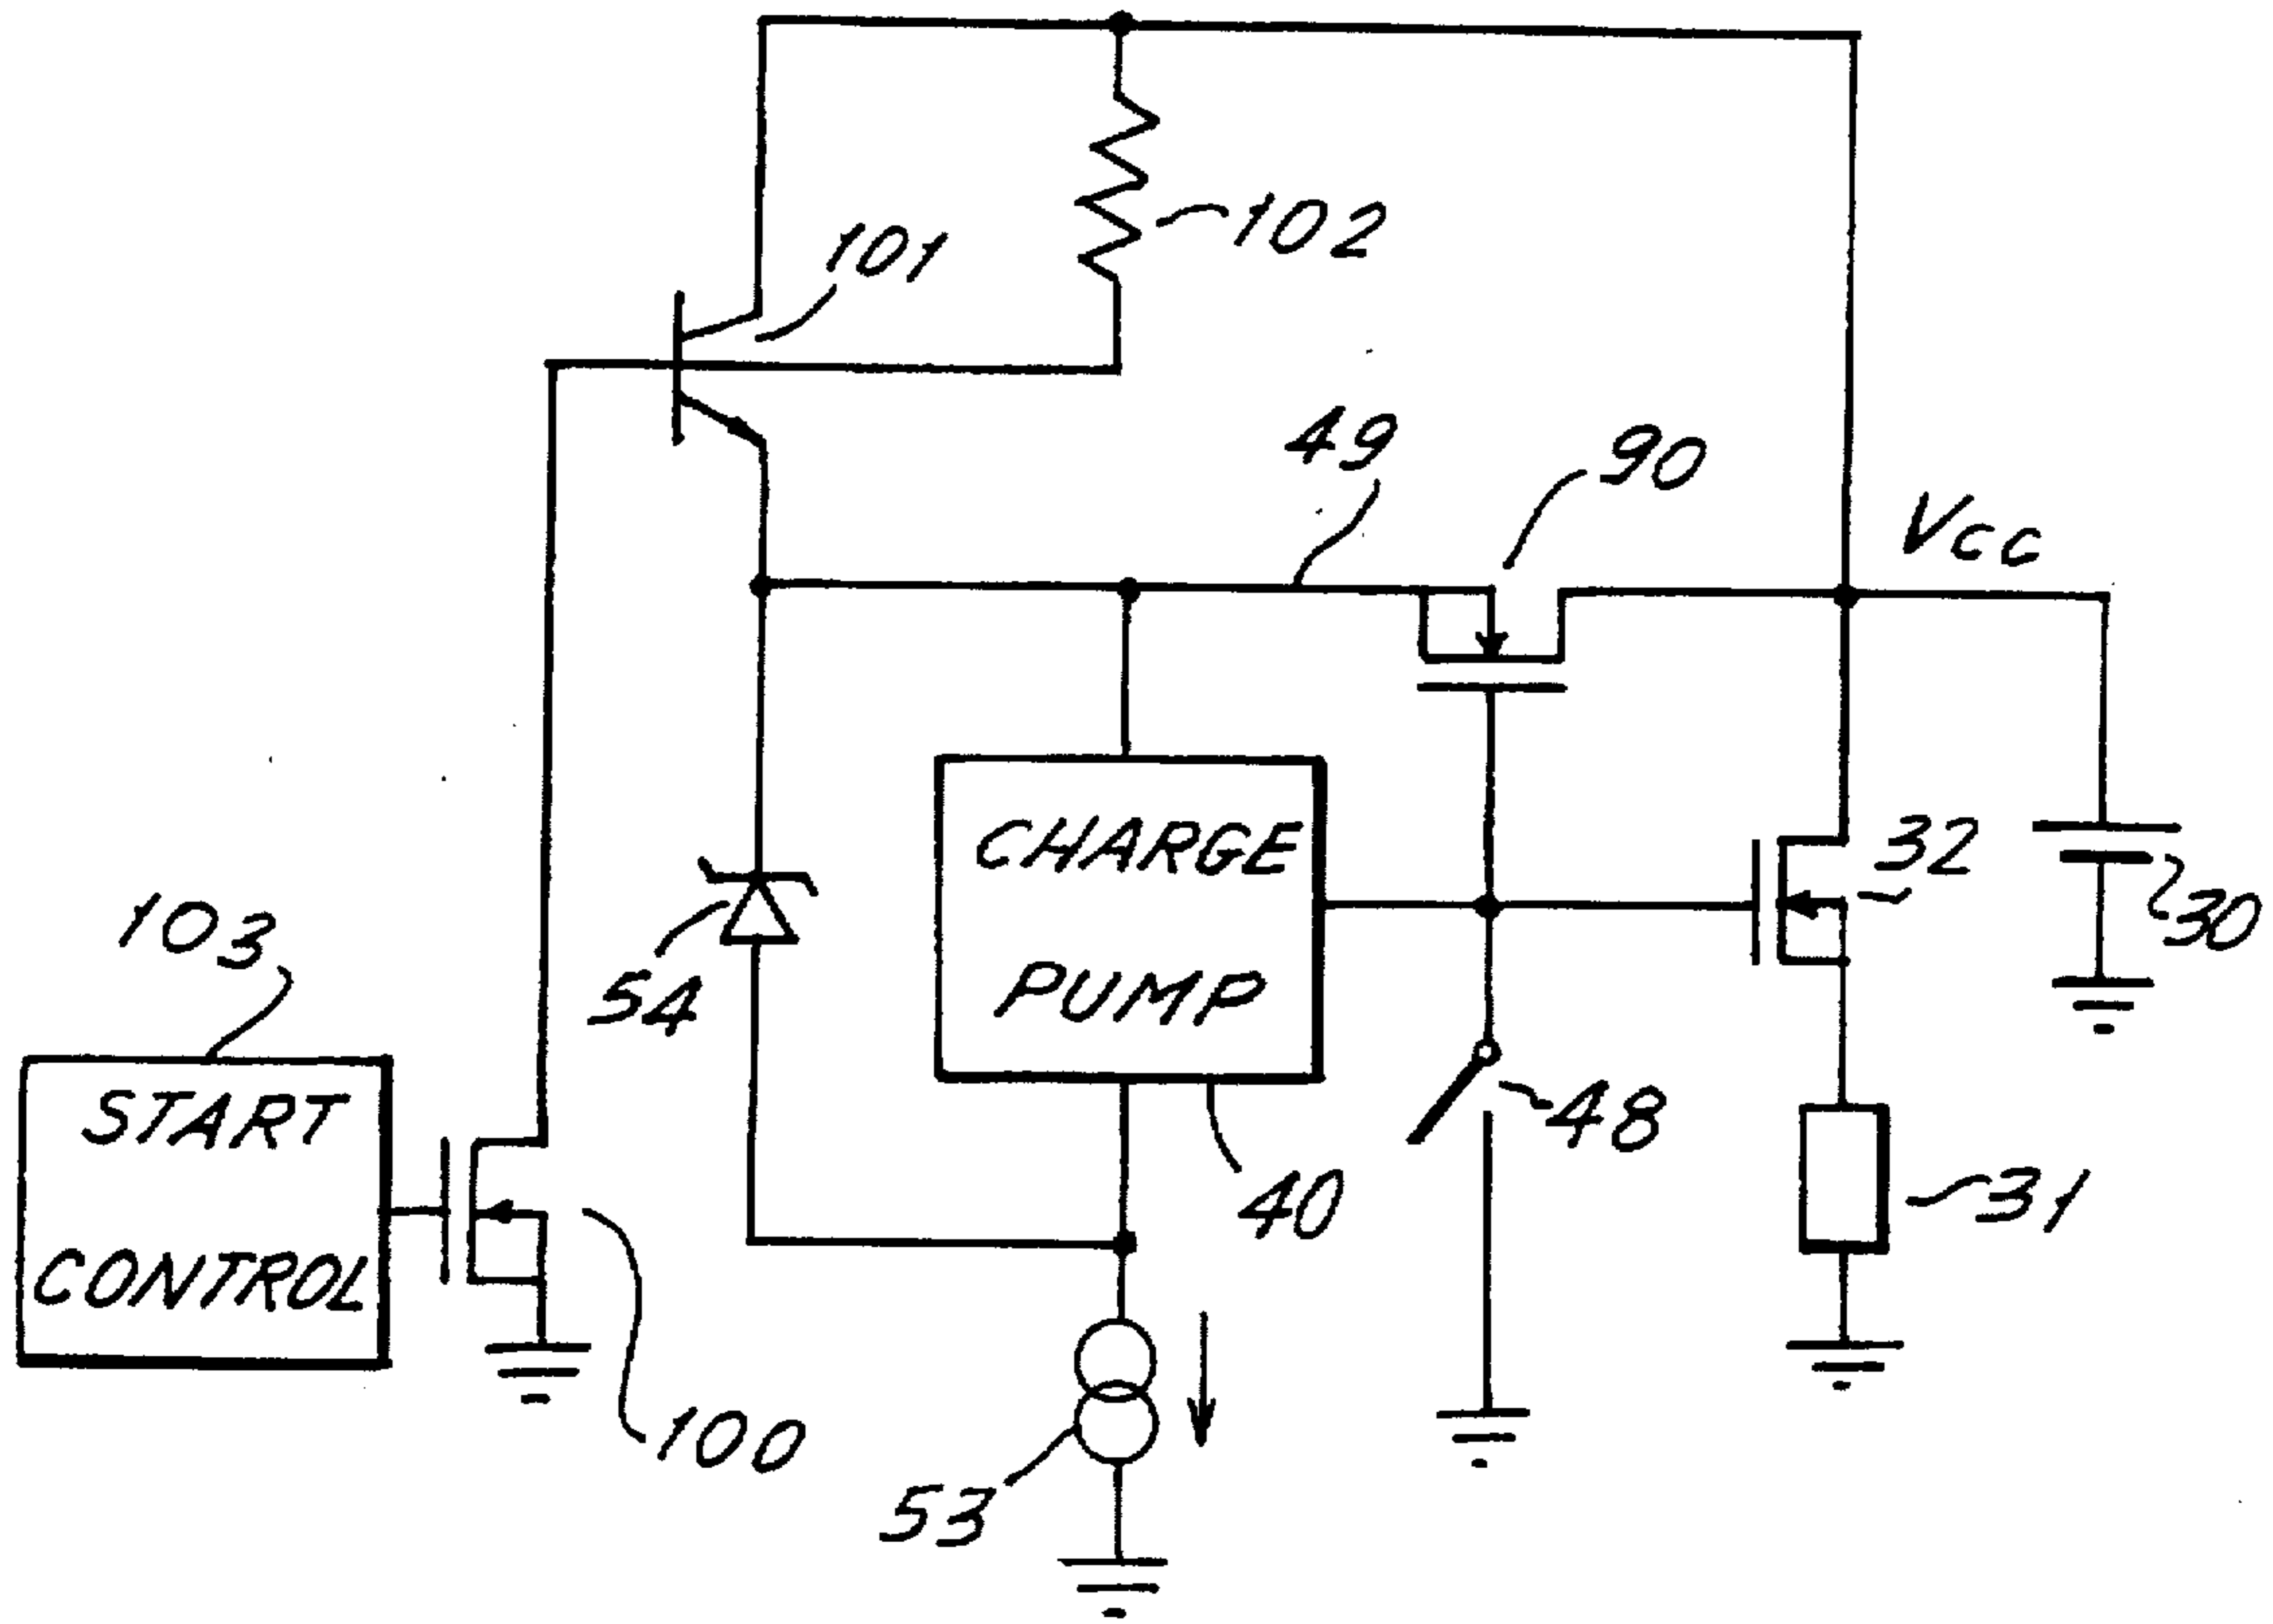 102
101
49
90
Vcc
CHARGE
PUMP
32
30
103
54
START
CONTROL
48
40
31
100
53